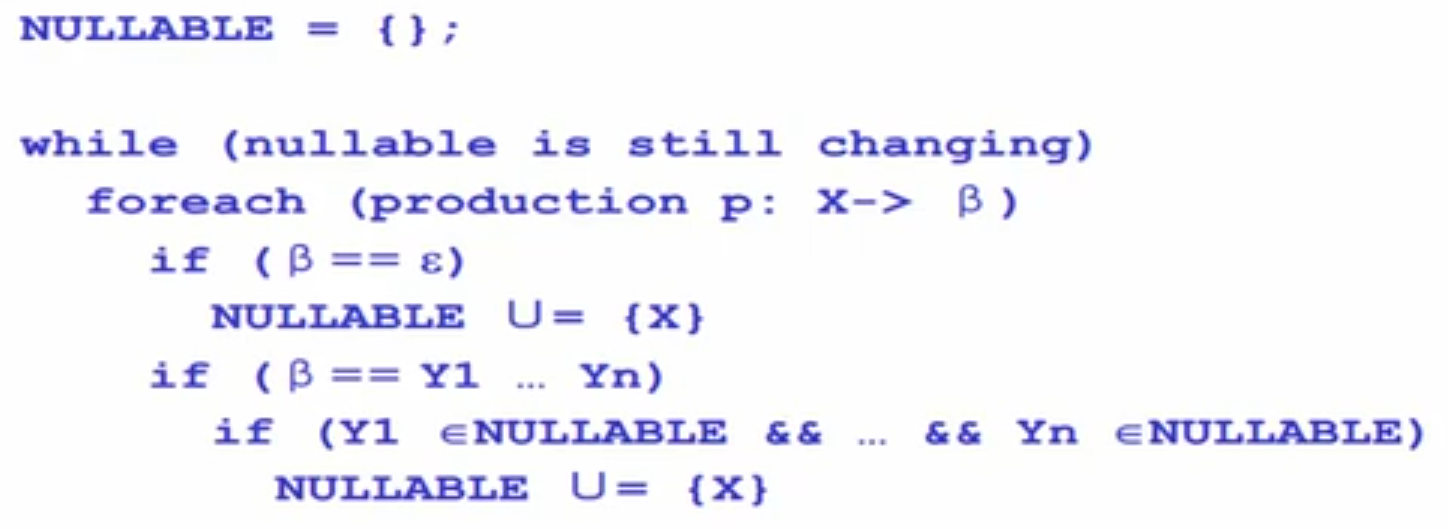 NULLABLE = {};
while (nullable is still changing)
foreach (production p: X-> β)
if (β== ε)
NULLABLE ∪= {X}
if (β== Y1 … Yn)
if (Y1 ∈NULLABLE && … && Yn ∈NULLABLE)
NULLABLE ∪= {X}